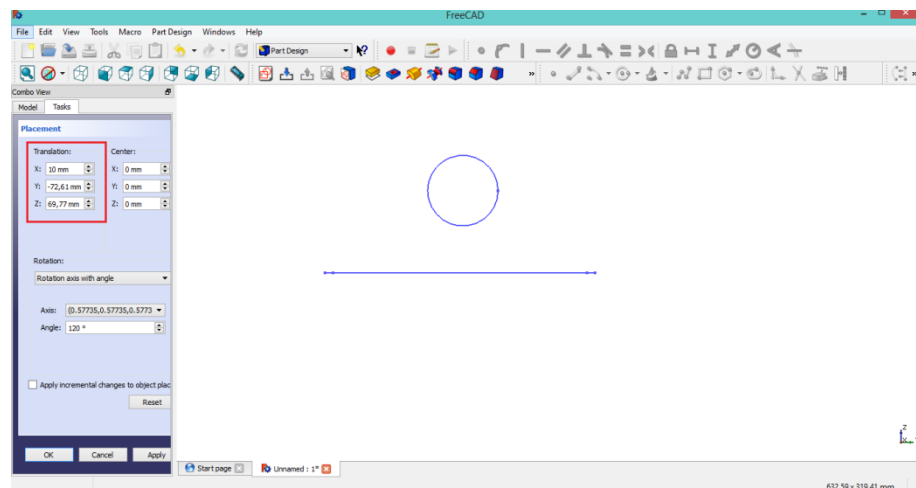 FreeCAD
File Edit View Tools Macro Part Design Windows Help
Part Design
»
»
Combo View
Model Tasks
Placement
Translation: Center:
X: 10 mm X: 0 mm
Y: -72,61 mm Y: 0 mm
Z: 69,77 mm Z: 0 mm
Rotation:
Rotation axis with angle
Axis: (0.57735,0.57735,0.5773
Angle: 120 °
Apply incremental changes to object plac
Reset
OK Cancel Apply
Z
X
Start page Unnamed : 1*
632.59 x 319.41 mm